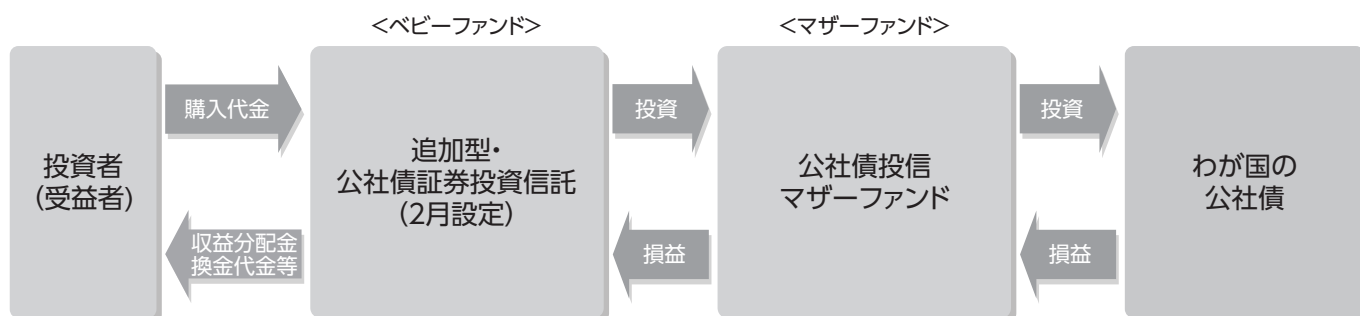 <ベビーファンド>
<マザーファンド>
投資者
(受益者)
購入代金
収益分配金
換金代金等
追加型・
公社債証券投資信託
(2月設定)
投資
損益
公社債投信
マザーファンド
投資
損益
わが国の
公社債